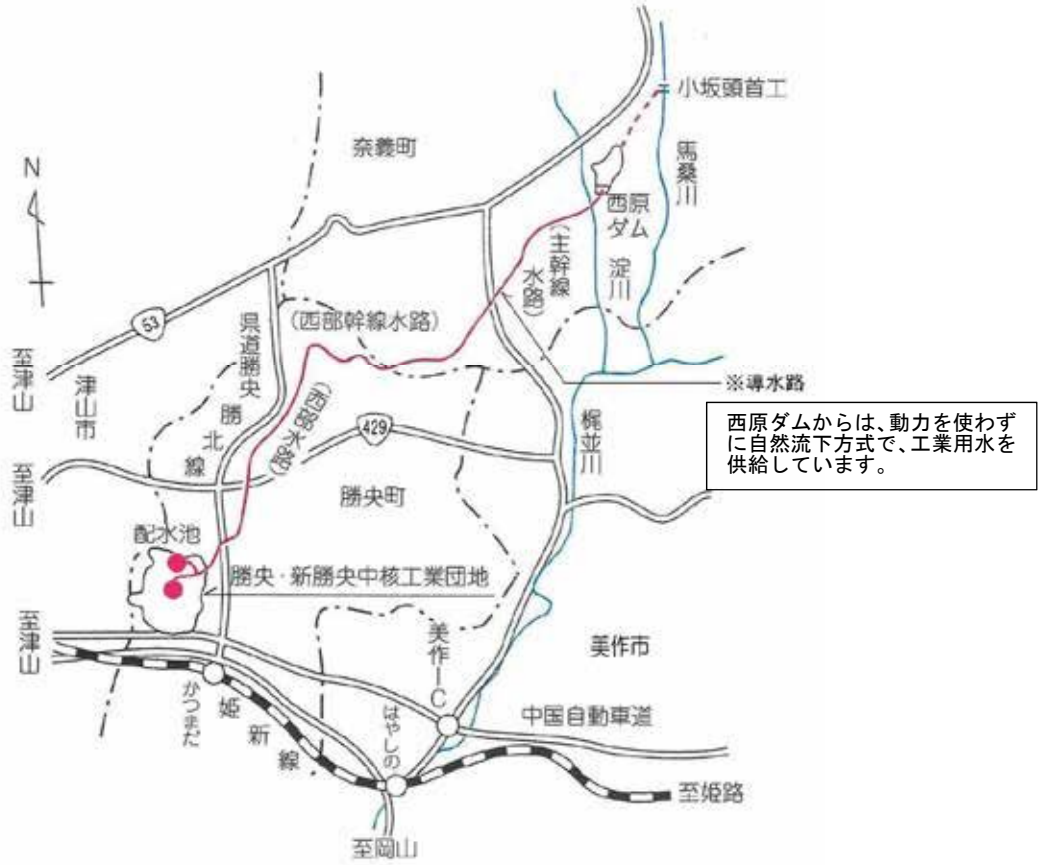 小坂頭首工
奈義町
馬桑川
N
西原
ダム
(主幹線
水路)
淀川
53
県道勝央
勝北線
(西部幹線水路)
至津山
津山市
※導水路
(西部水路)
429
梶並川
西原ダムからは、動力を使わず
に自然流下方式で、工業用水を
供給しています。
至津山
勝央町
配水池
勝央・新勝央中核工業団地
至津山
美作IC
美作市
かつまだ
姫新線
はやしの
中国自動車道
至姫路
至岡山